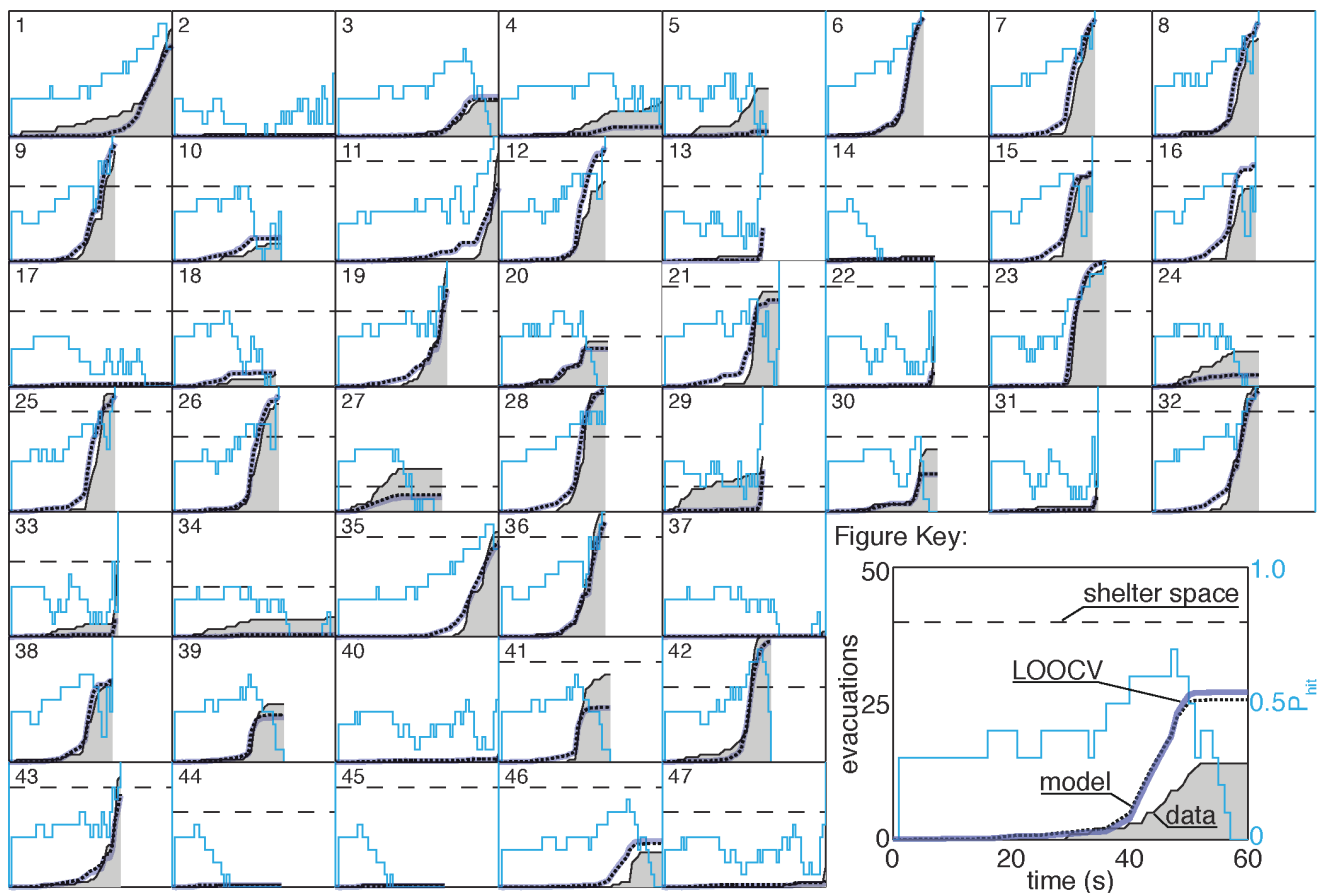 1 2 3 4 5 6 7 8
9 10 11 12 13 14 15 16
17 18 19 20 21 22 23 24
25 26 27 28 29 30 31 32
33 34 35 36 37
Figure Key:
38 39 40 41 42
43 44 45 46 47
50
1.0
shelter space
LOOCV
evacuations
25
0.5
P hit
model
data
0
0
0 20 40 60
time (s)